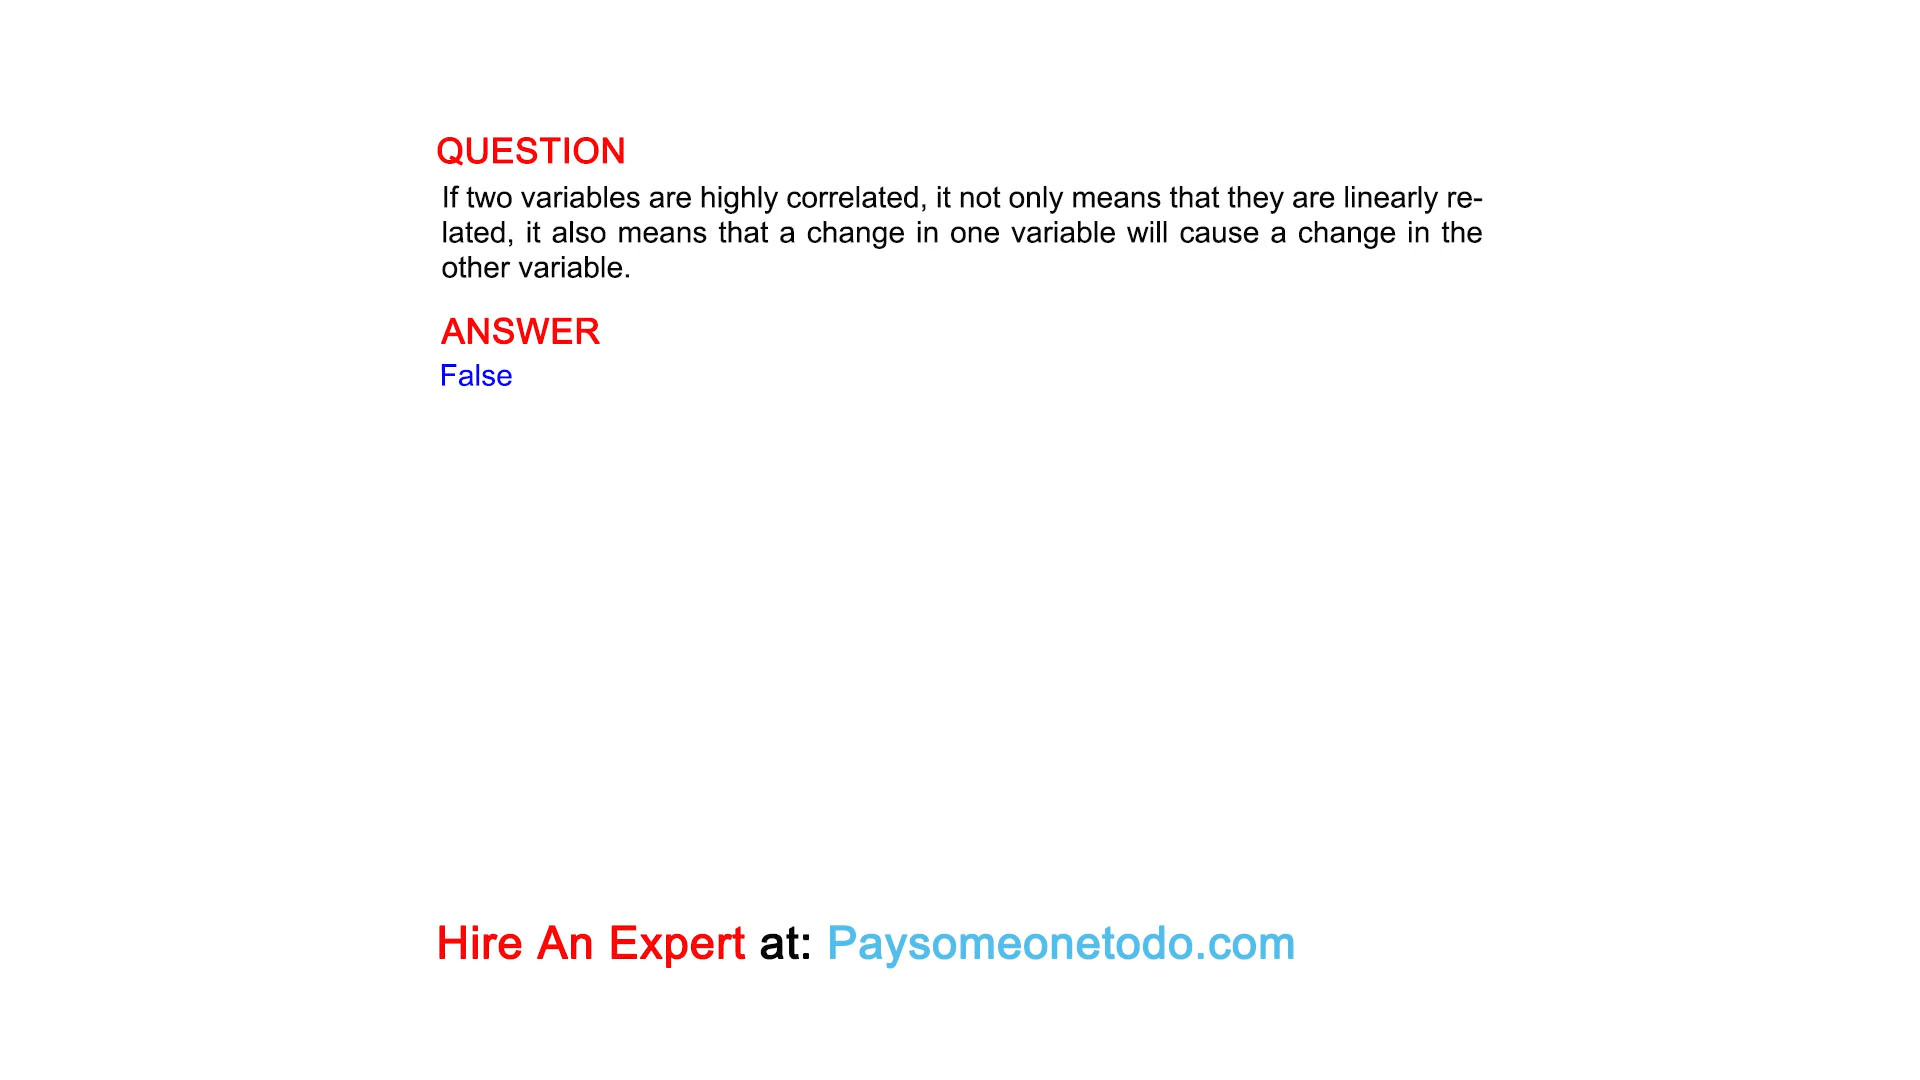 QUESTION
If two variables are highly correlated, it not only means that they are linearly re-
lated, it also means that a change in one variable will cause a change in the
other variable.
ANSWER
False
Hire An Expert at: Paysomeonetodo.com